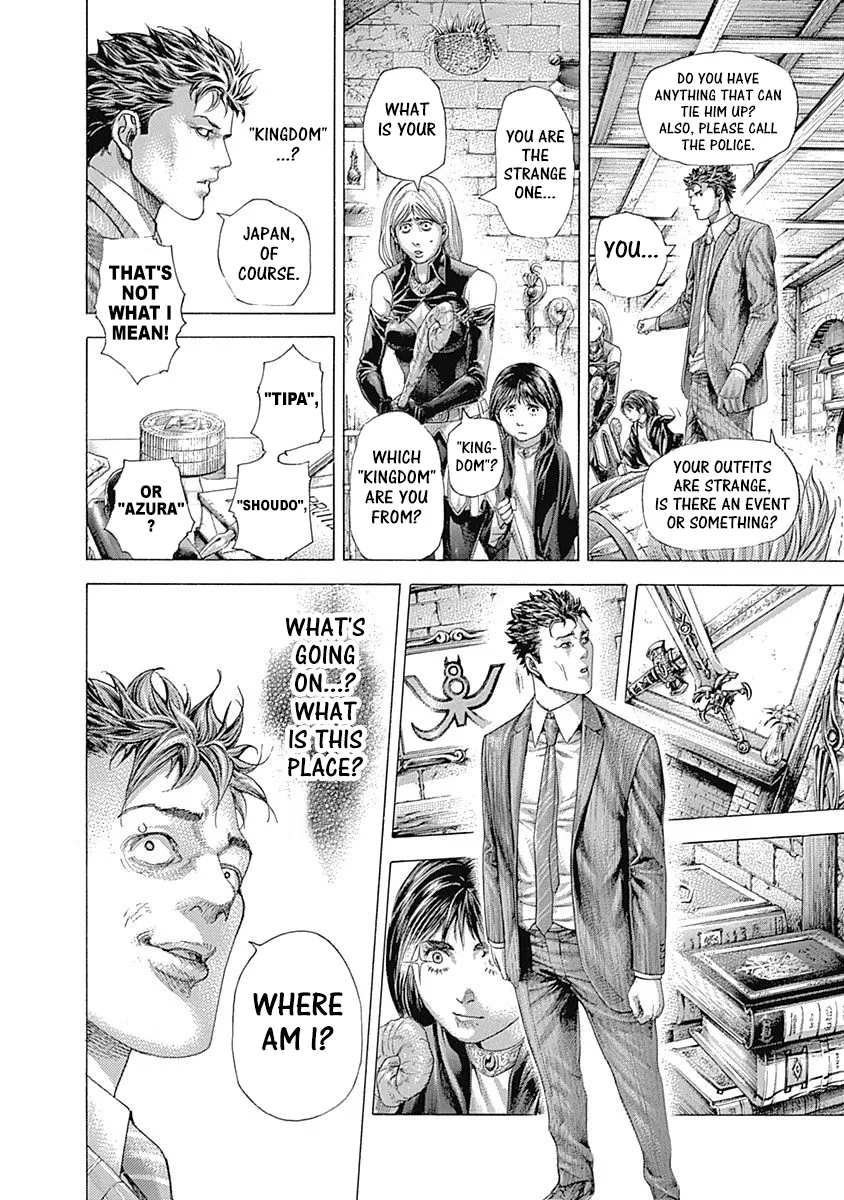 DO YOU HAVE
ANYTHING THAT CAN
TIE HIM UP?
ALSO, PLEASE CALL
THE POLICE.
YOU...
YOUR OUTFITS
ARE STRANGE,
IS THERE AN EVENT
OR SOMETHING?
YOU ARE
THE
STRANGE
ONE...
WHAT
IS YOUR
"KING-
DOM"?
WHICH
"KINGDOM"
ARE YOU
FROM?
"KINGDOM"
...?
JAPAN,
OF
COURSE.
THAT'S
NOT
WHAT I
MEAN!
"TIPA",
"SHOUDO",
OR
"AZURA"
?
WHAT'S
GOING
ON...?
WHAT
IS THIS
PLACE?
WHERE
AM I?